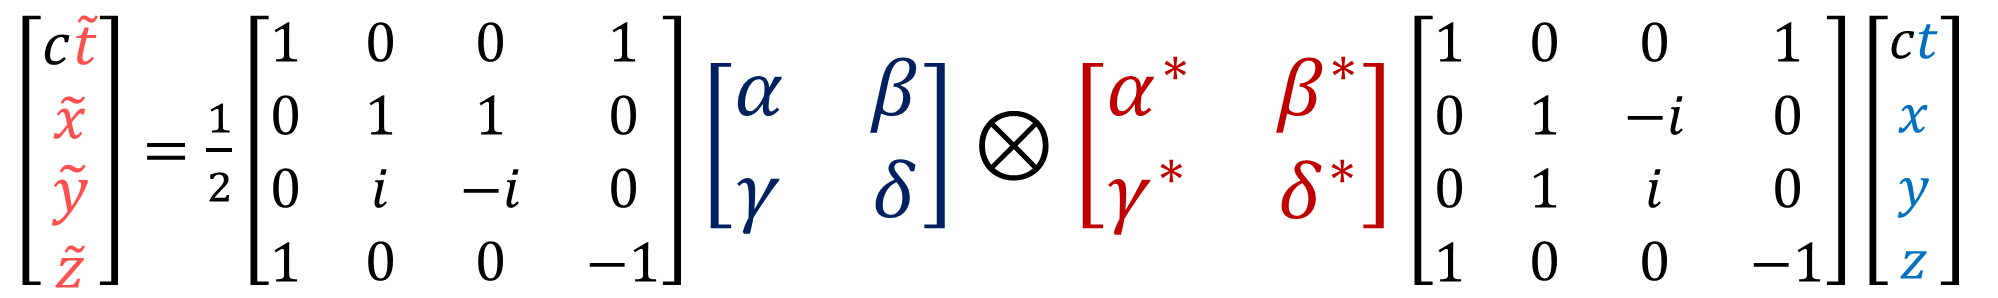 [ct̃ x̃ ỹ z̃] = 1/2 [1 0 0 1; 0 1 1 0; 0 i −i 0; 1 0 0 −1] [α β; γ δ] ⊗ [α* β*; γ* δ*] [1 0 0 1; 0 1 −i 0; 0 1 i 0; 1 0 0 −1] [ct x y z]